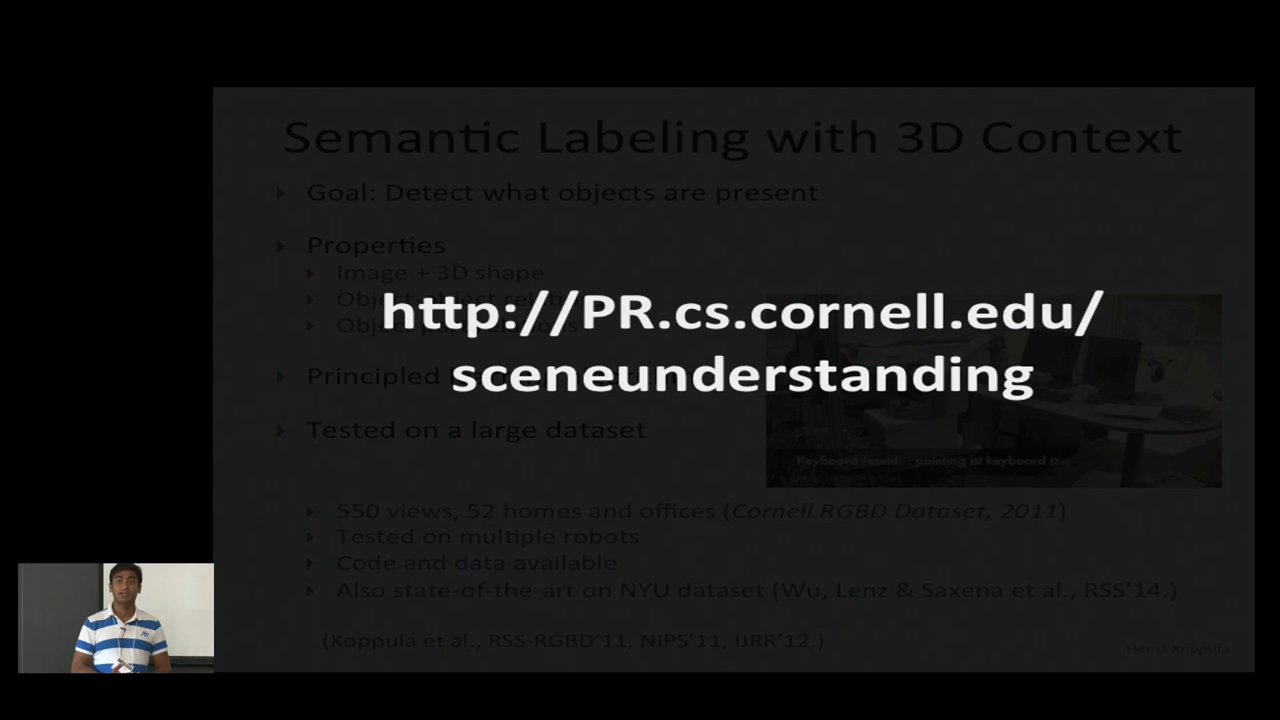 Semantic Labeling with 3D Context
Goal: Detect what objects are present
Properties
Image + 3D shape
http://PR.cs.cornell.edu/
sceneunderstanding
Principled
Tested on a large dataset
Keyboard found... pointing at keyboard
550 views, 52 homes and offices (Cornell RGBD Dataset, 2011)
Tested on multiple robots
Code and data available
Also state-of-the-art on NYU dataset (Wu, Lenz & Saxena et al., RSS'14.)
(Koppula et al., RSS-RGBD'11, NIPS'11, IJRR'12.)
Hema Koppula